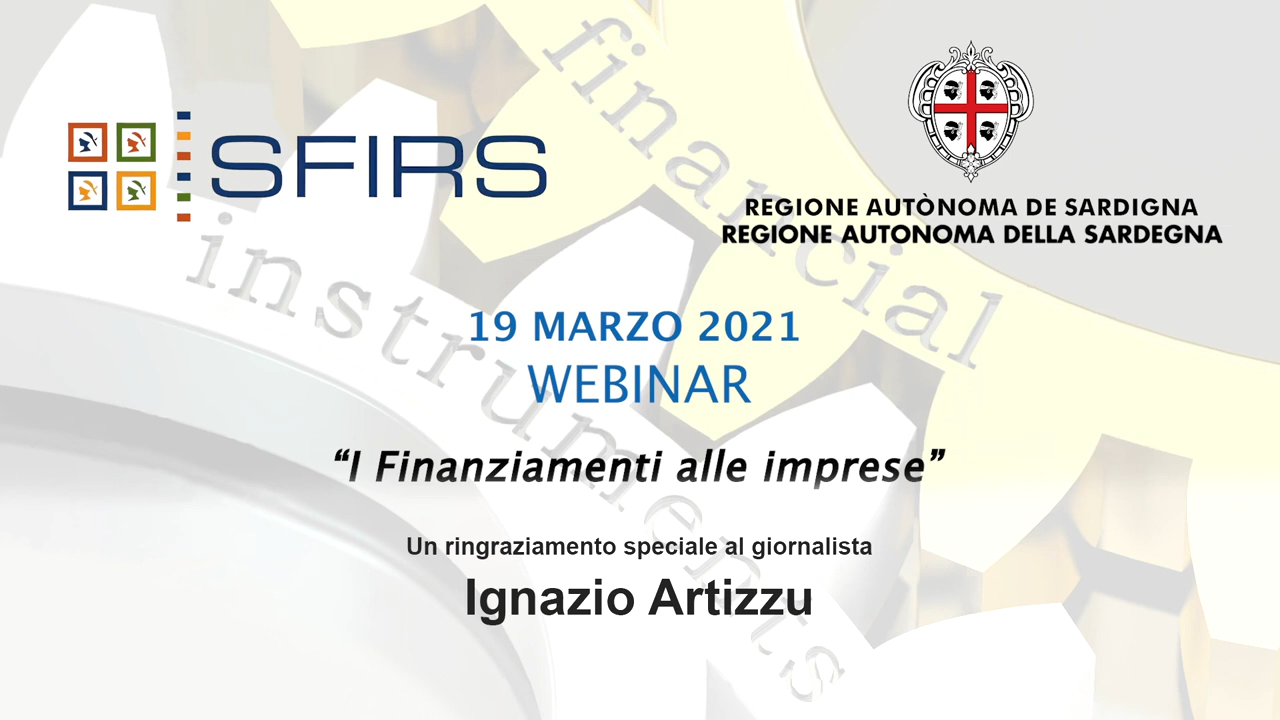 SFIRS
REGIONE AUTÒNOMA DE SARDIGNA
REGIONE AUTONOMA DELLA SARDEGNA
financial
instruments
19 MARZO 2021
WEBINAR
“I Finanziamenti alle imprese”
Un ringraziamento speciale al giornalista
Ignazio Artizzu